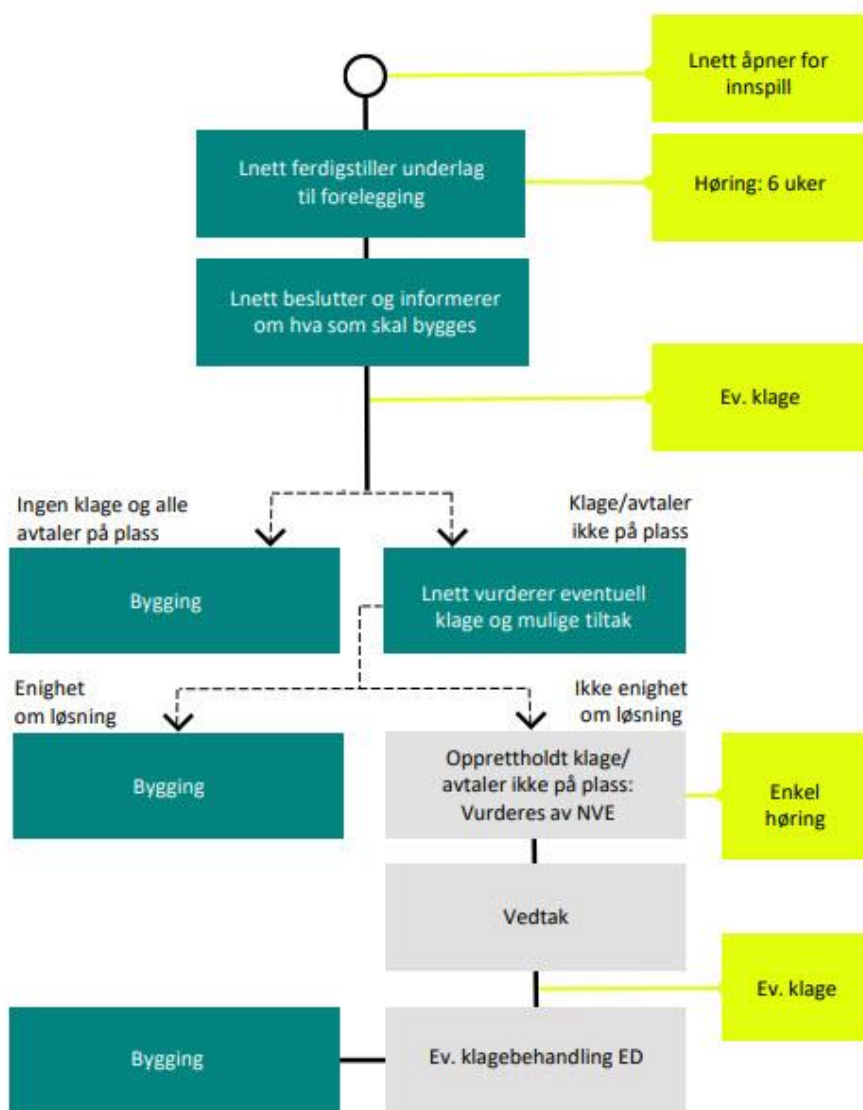 Lnett åpner for
innspill
Lnett ferdigstiller underlag
til forelegging
Høring: 6 uker
Lnett beslutter og informerer
om hva som skal bygges
Ev. klage
Ingen klage og alle
avtaler på plass
Klage/avtaler
ikke på plass
Bygging
Lnett vurderer eventuell
klage og mulige tiltak
Enighet
om løsning
Ikke enighet
om løsning
Bygging
Opprettholdt klage/
avtaler ikke på plass:
Vurderes av NVE
Enkel
høring
Vedtak
Ev. klage
Bygging
Ev. klagebehandling ED